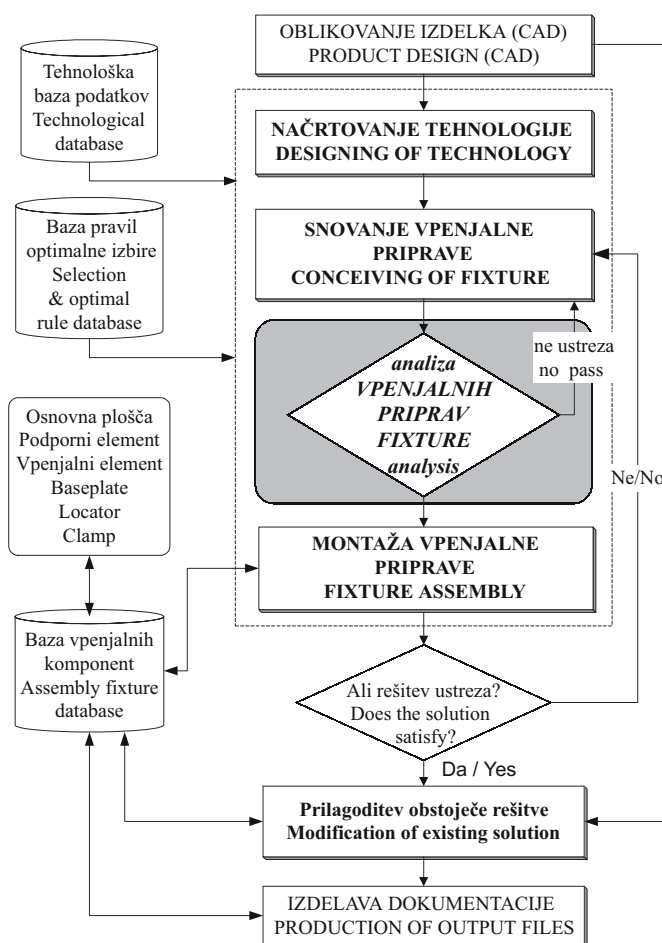 OBLIKOVANJE IZDELKA (CAD)
PRODUCT DESIGN (CAD)
Tehnološka
baza podatkov
Technological
database
NAČRTOVANJE TEHNOLOGIJE
DESIGNING OF TECHNOLOGY
Baza pravil
optimalne izbire
Selection
& optimal
rule database
SNOVANJE VPENJALNE
PRIPRAVE
CONCEIVING OF FIXTURE
ne ustreza
no pass
analiza
VPENJALNIH
PRIPRAV
FIXTURE
analysis
Osnovna plošča
Podporni element
Vpenjalni element
Baseplate
Locator
Clamp
Ne/No
MONTAŽA VPENJALNE
PRIPRAVE
FIXTURE ASSEMBLY
Baza vpenjalnih
komponent
Assembly fixture
database
Ali rešitev ustreza?
Does the solution
satisfy?
Da / Yes
Prilagoditev obstoječe rešitve
Modification of existing solution
IZDELAVA DOKUMENTACIJE
PRODUCTION OF OUTPUT FILES